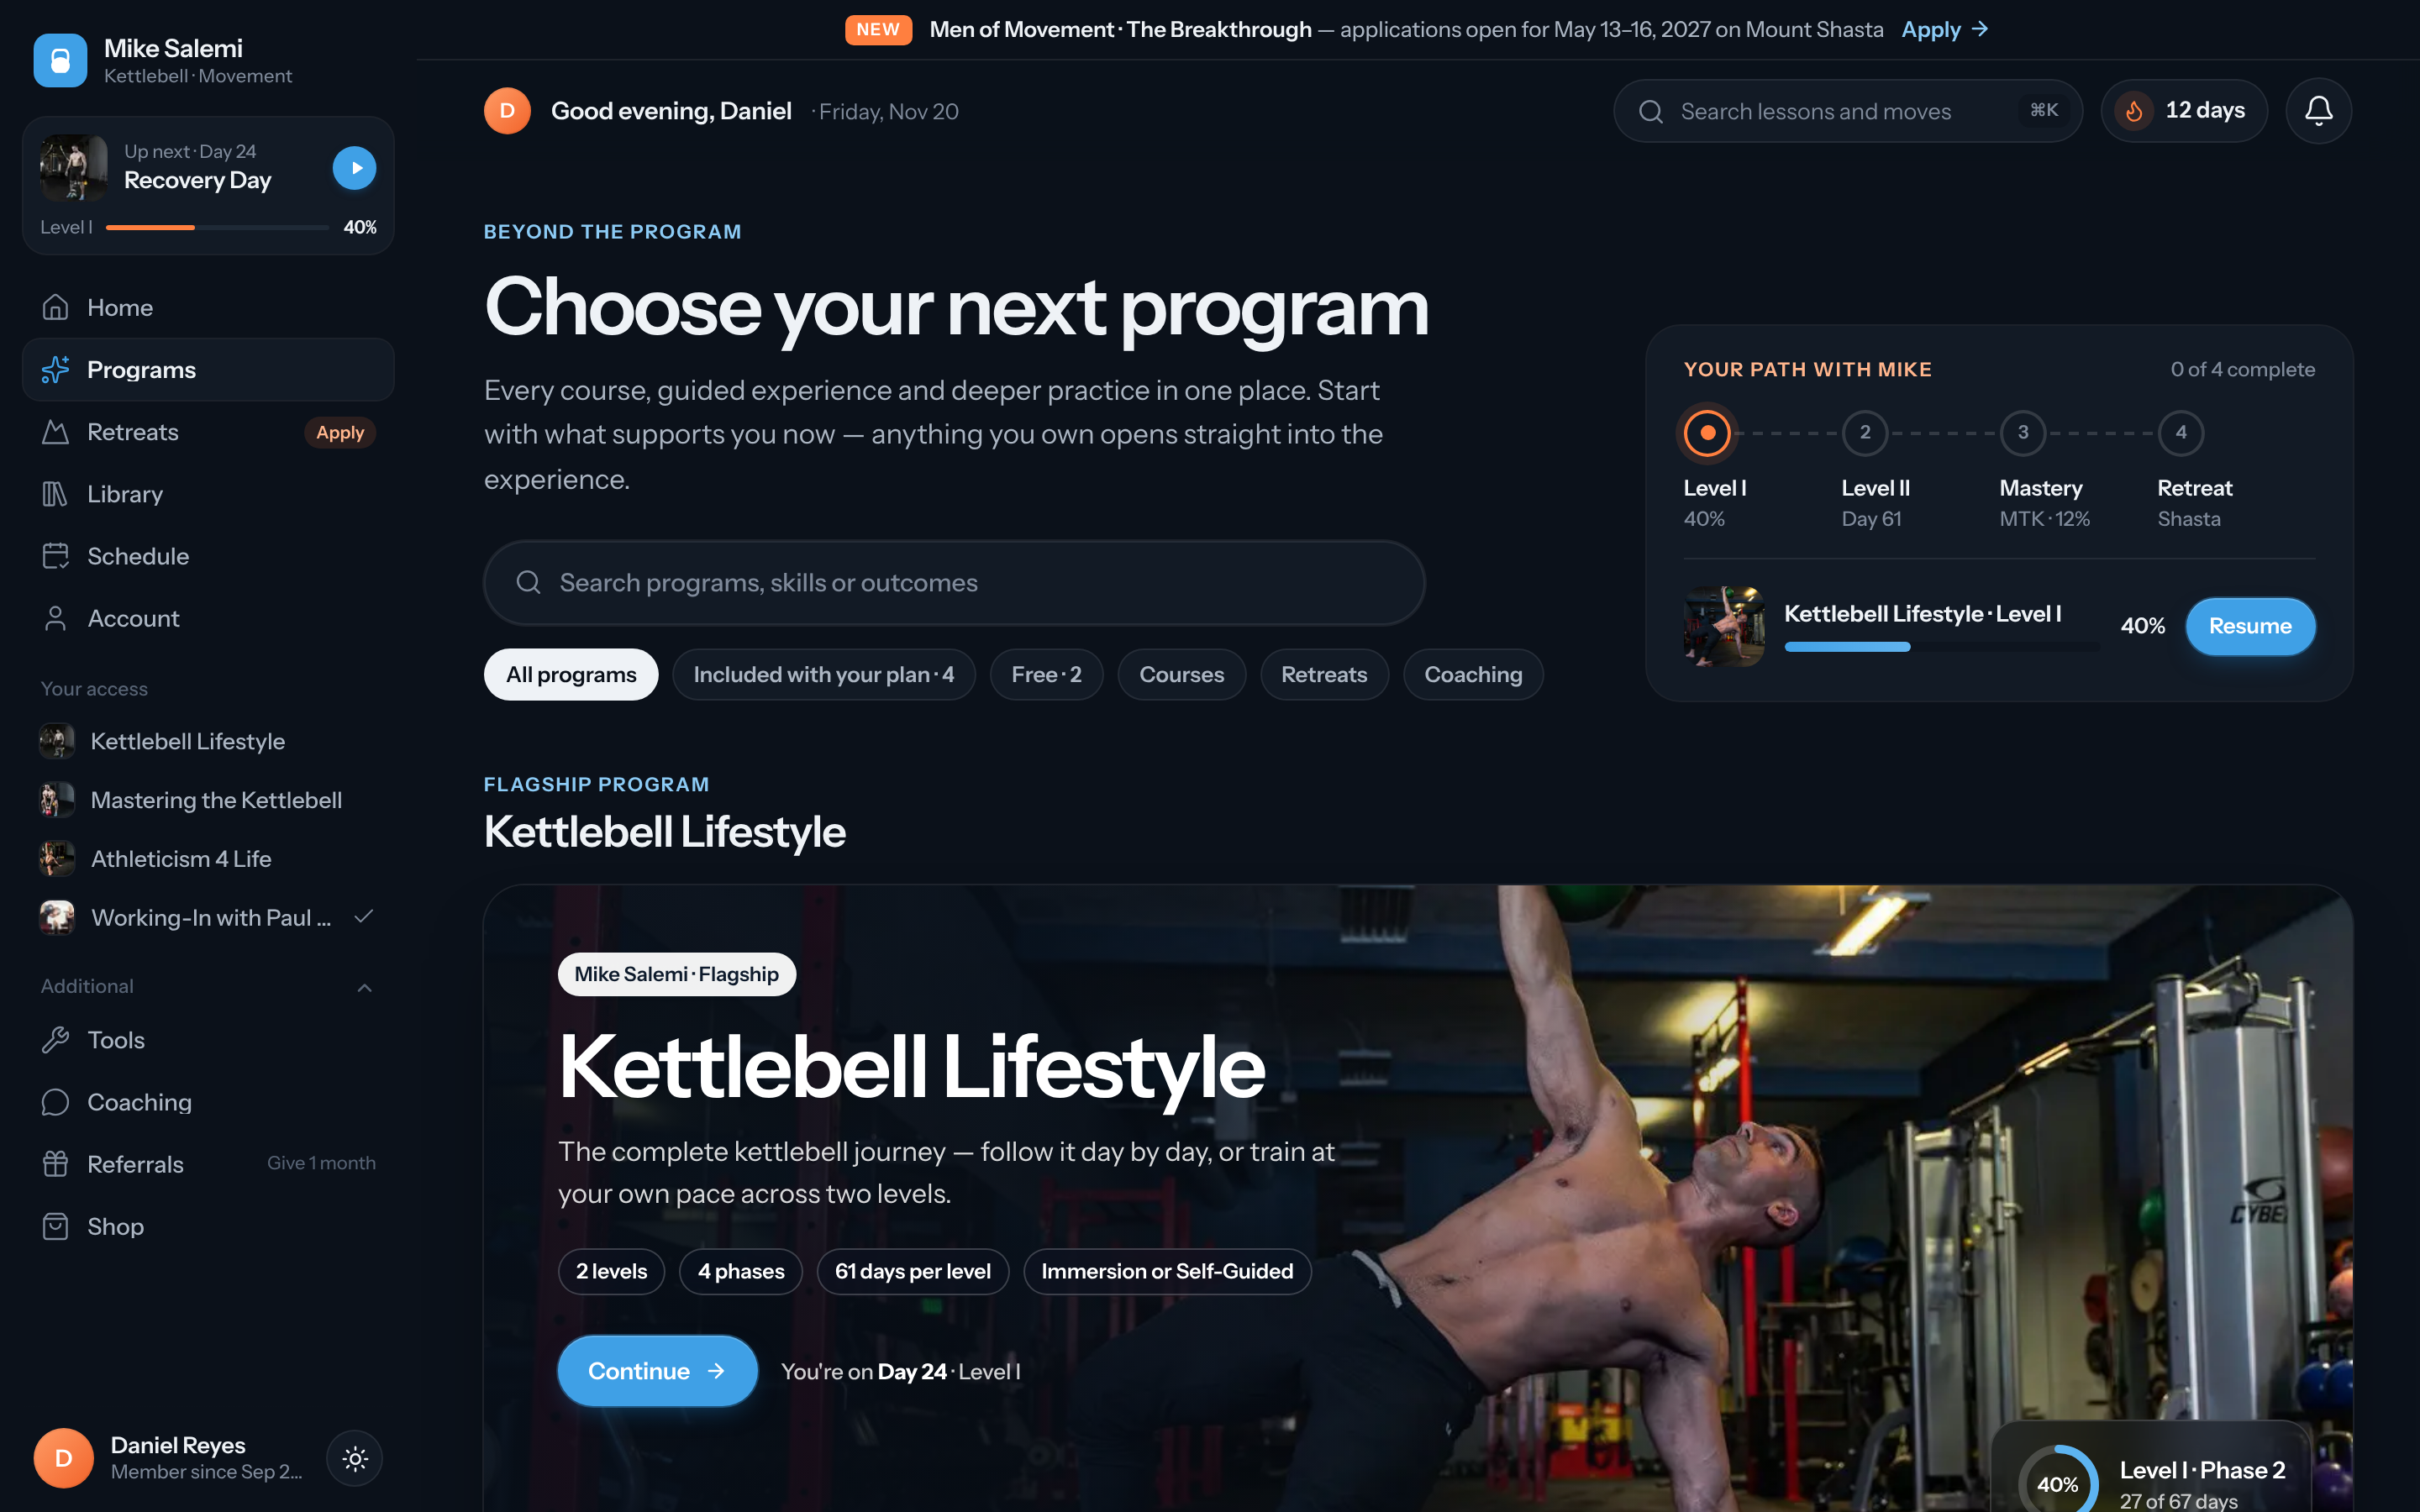 Mike Salemi
Kettlebell · Movement
Up next · Day 24
Recovery Day
Level I
40%
Home
Programs
Retreats
Apply
Library
Schedule
Account
Your access
Kettlebell Lifestyle
Mastering the Kettlebell
Athleticism 4 Life
Working-In with Paul ...
Additional
Tools
Coaching
Referrals
Give 1 month
Shop
D
Daniel Reyes
Member since Sep 2...
NEW Men of Movement · The Breakthrough — applications open for May 13–16, 2027 on Mount Shasta Apply →
D Good evening, Daniel · Friday, Nov 20
Search lessons and moves ⌘K
12 days
BEYOND THE PROGRAM
Choose your next program
Every course, guided experience and deeper practice in one place. Start
with what supports you now — anything you own opens straight into the
experience.
Search programs, skills or outcomes
All programs
Included with your plan · 4
Free · 2
Courses
Retreats
Coaching
YOUR PATH WITH MIKE
0 of 4 complete
2
3
4
Level I
40%
Level II
Day 61
Mastery
MTK · 12%
Retreat
Shasta
Kettlebell Lifestyle · Level I
40%
Resume
FLAGSHIP PROGRAM
Kettlebell Lifestyle
Mike Salemi · Flagship
Kettlebell Lifestyle
The complete kettlebell journey — follow it day by day, or train at
your own pace across two levels.
2 levels
4 phases
61 days per level
Immersion or Self-Guided
Continue →
You're on Day 24 · Level I
CYBE
40%
Level I · Phase 2
27 of 67 days